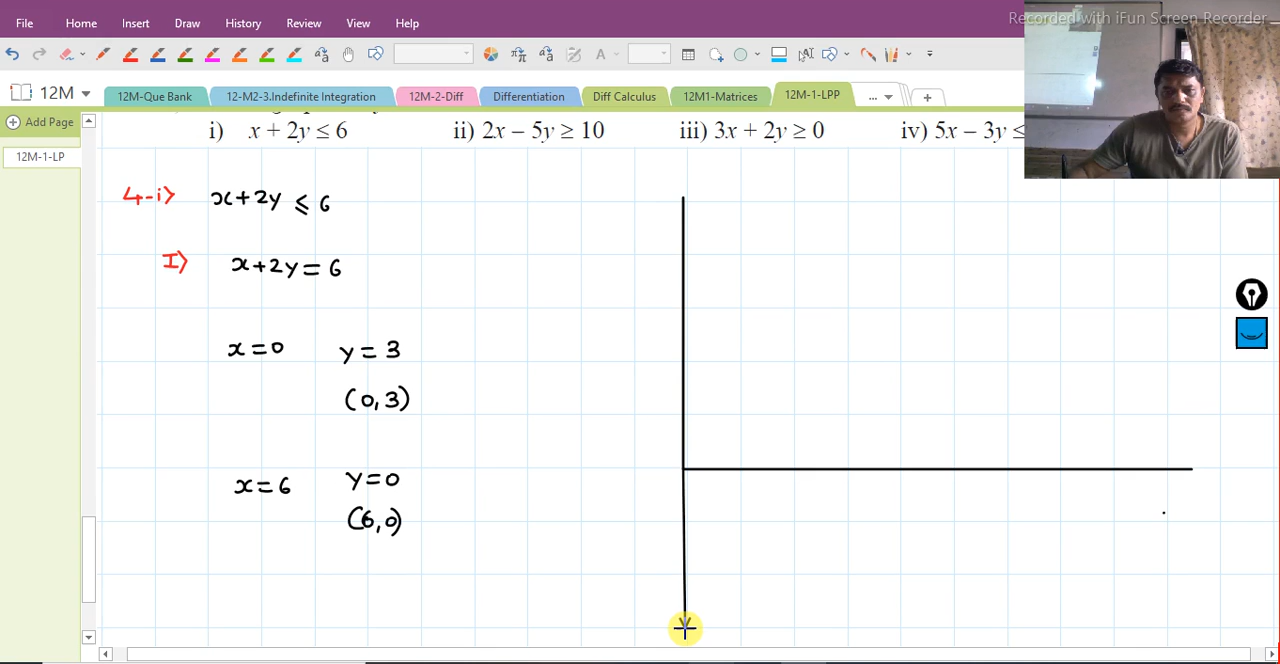 File Home Insert Draw History Review View Help
Recorded with iFun Screen Recorder
12M 12M-Que Bank 12-M2-3.Indefinite Integration 12M-2-Diff Differentiation Diff Calculus 12M1-Matrices 12M-1-LPP ...
Add Page
12M-1-LP
i) x + 2y ≤ 6 ii) 2x − 5y ≥ 10 iii) 3x + 2y ≥ 0 iv) 5x − 3y ≤
4-i) x+2y ≤ 6
I) x+2y = 6
x=0 y=3
(0,3)
x=6 y=0
(6,0)